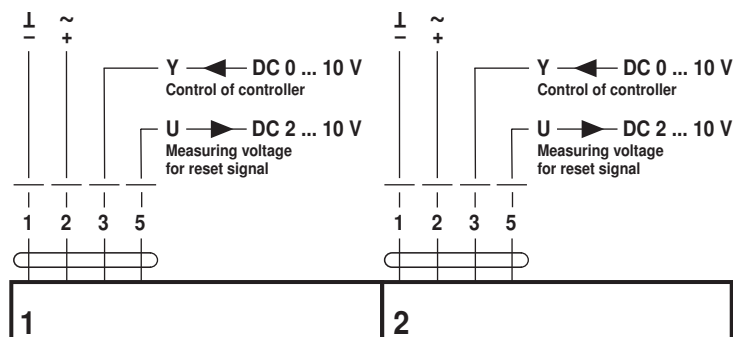 ⊥ ~
– +
Y DC 0 ... 10 V
Control of controller
U DC 2 ... 10 V
Measuring voltage
for reset signal
1 2 3 5
1
⊥ ~
– +
Y DC 0 ... 10 V
Control of controller
U DC 2 ... 10 V
Measuring voltage
for reset signal
1 2 3 5
2